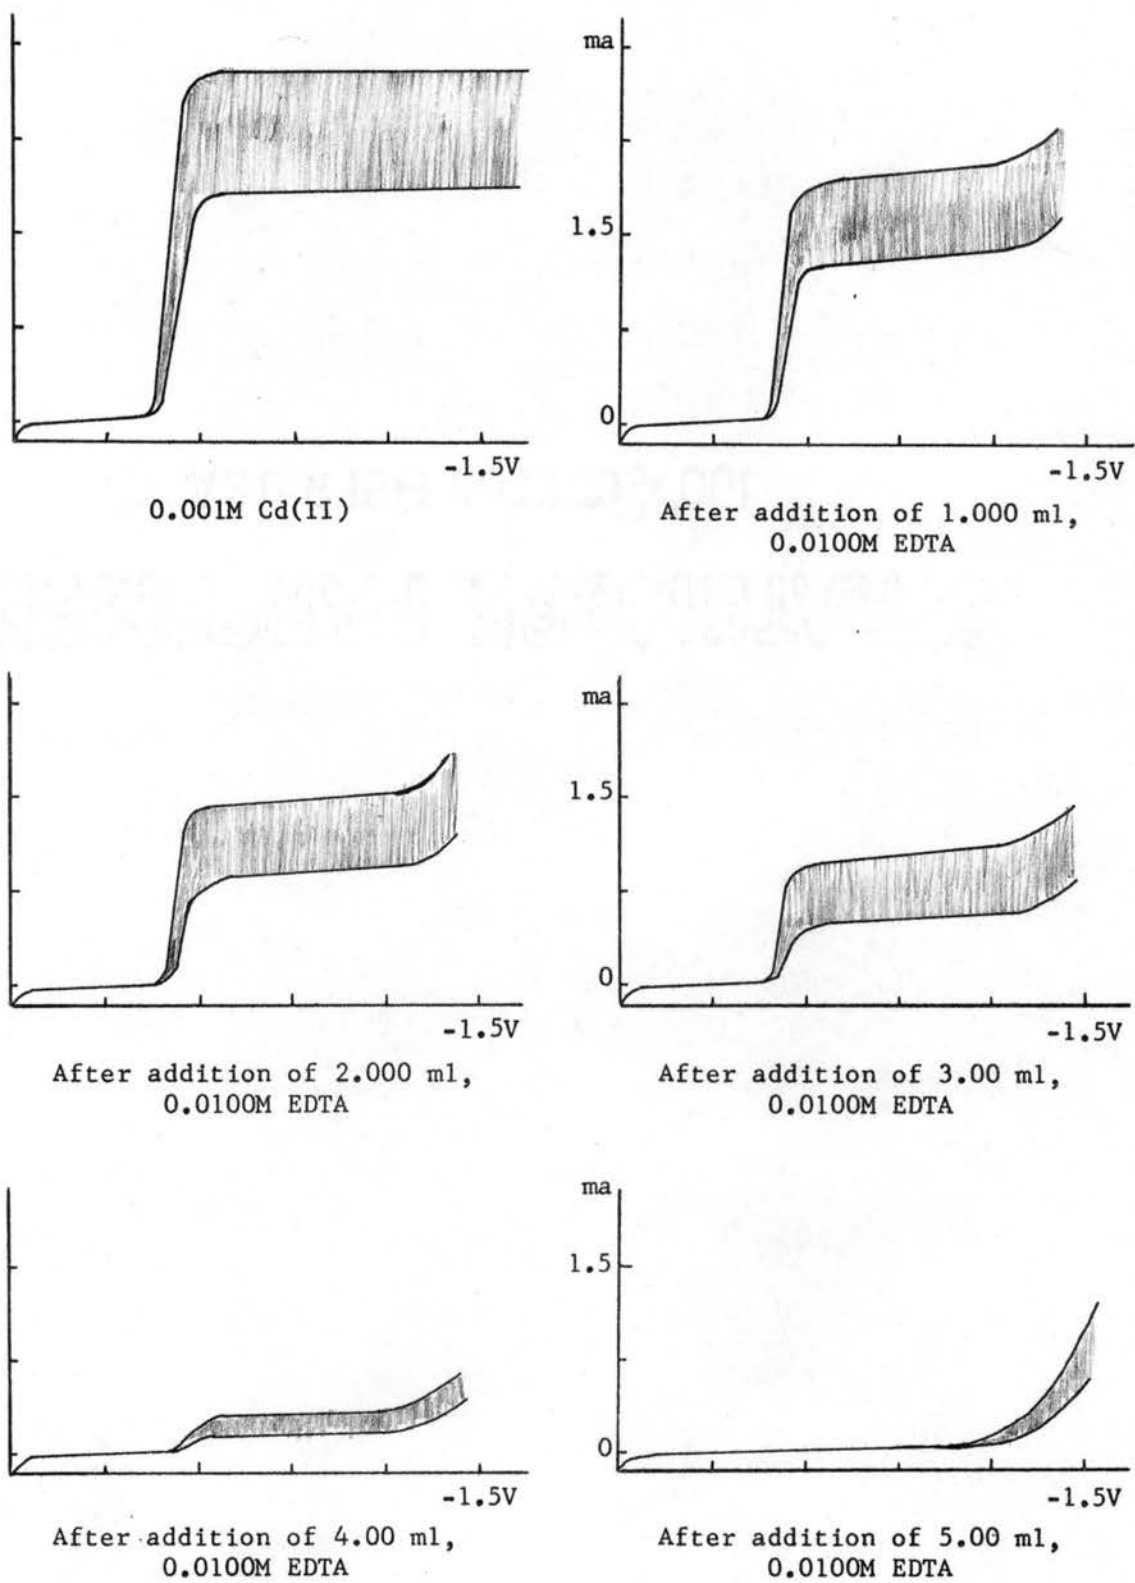 ma
1.5
0
-1.5V
-1.5V
0.001M Cd(II)
After addition of 1.000 ml,
0.0100M EDTA
ma
1.5
0
-1.5V
-1.5V
After addition of 2.000 ml,
0.0100M EDTA
After addition of 3.00 ml,
0.0100M EDTA
ma
1.5
0
-1.5V
-1.5V
After addition of 4.00 ml,
0.0100M EDTA
After addition of 5.00 ml,
0.0100M EDTA